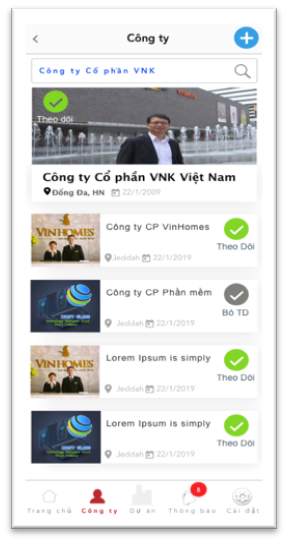 Công ty
Công ty Cổ phần VNK
Theo dõi
Công ty Cổ phần VNK Việt Nam
Đống Đa, HN 22/1/2009
VINHOMES
Công ty CP VinHomes
Theo Dõi
Jeddah 22/1/2019
Công ty CP Phần mềm
Bỏ TD
Jeddah 22/1/2019
VINHOMES
Lorem Ipsum is simply
Theo Dõi
Jeddah 22/1/2019
Lorem Ipsum is simply
Theo Dõi
Jeddah 22/1/2019
5
Trang chủ Công ty Dự án Thông báo Cài đặt